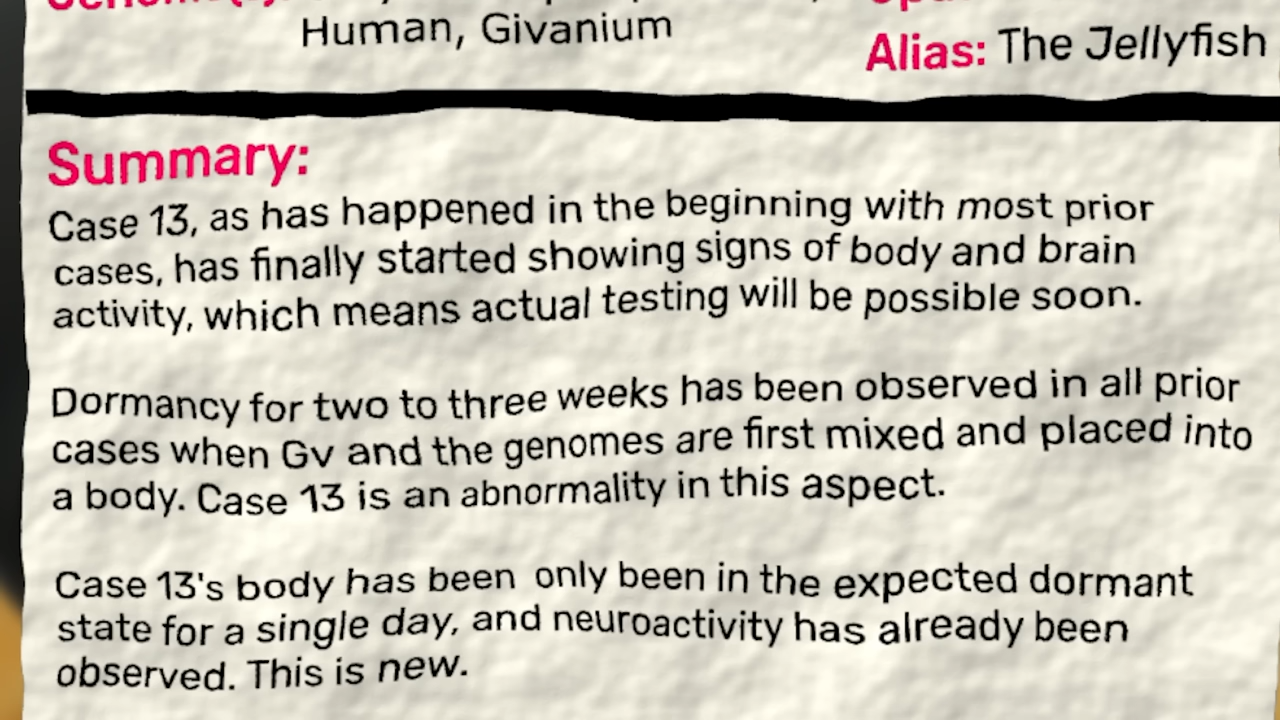 Human, Givanium
Alias: The Jellyfish
Summary:
Case 13, as has happened in the beginning with most prior
cases, has finally started showing signs of body and brain
activity, which means actual testing will be possible soon.
Dormancy for two to three weeks has been observed in all prior
cases when Gv and the genomes are first mixed and placed into
a body. Case 13 is an abnormality in this aspect.
Case 13's body has been only been in the expected dormant
state for a single day, and neuroactivity has already been
observed. This is new.